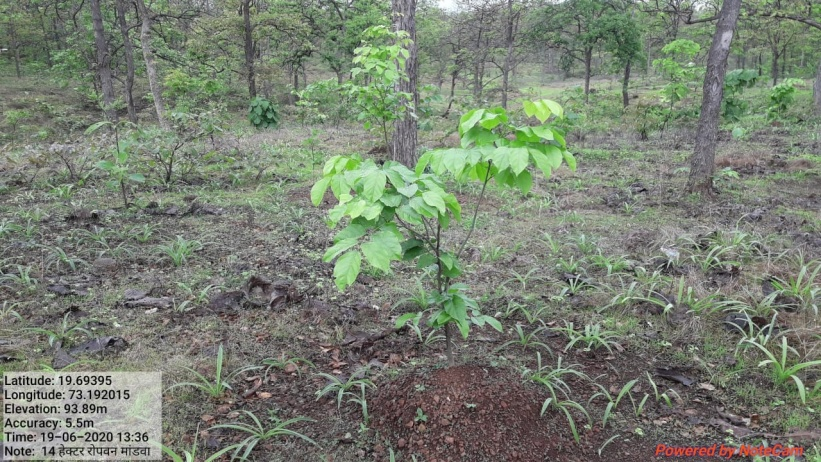 Latitude: 19.69395
Longitude: 73.192015
Elevation: 93.89m
Accuracy: 5.5m
Time: 19-06-2020 13:36
Note: 14 हेक्टर रोपवन मांडवा
Powered by NoteCam